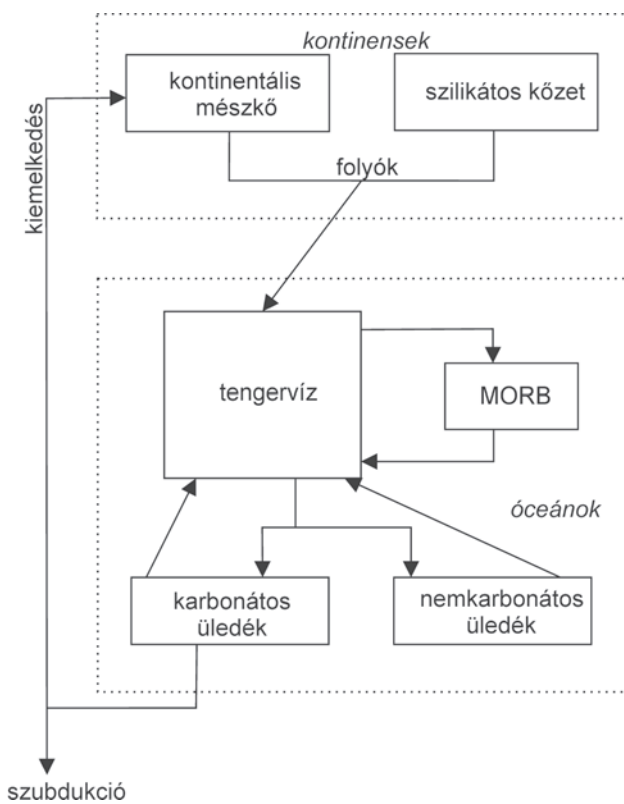 kontinensek
kontinentális
mészkő
szilikátos kőzet
kiemelkedés
folyók
tengervíz
MORB
óceánok
karbonátos
üledék
nemkarbonátos
üledék
szubdukció